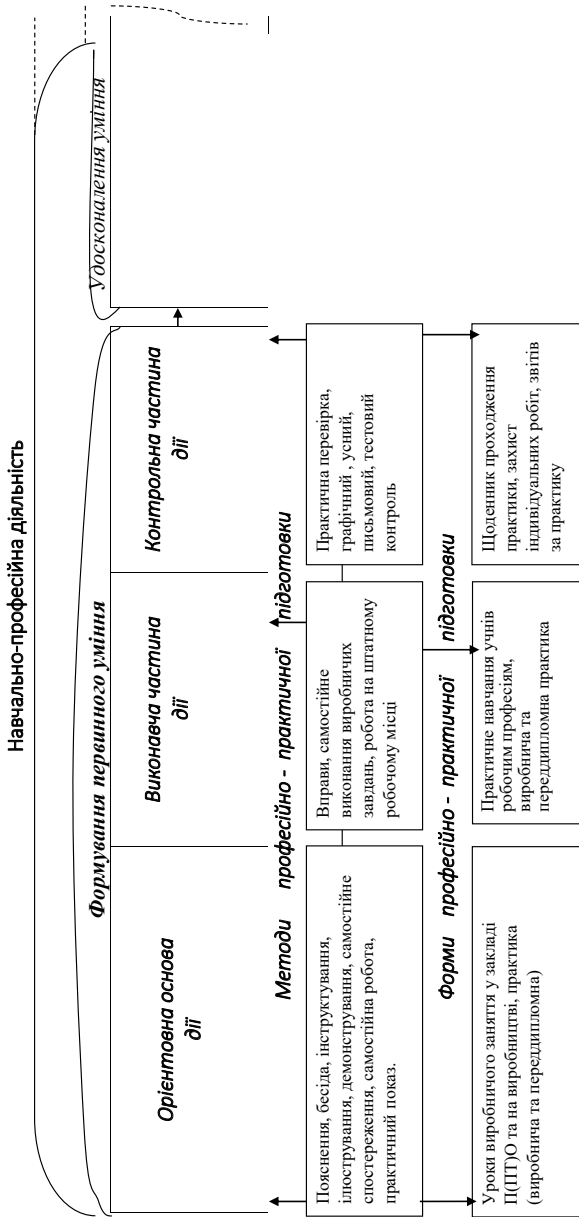 Навчально-професійна діяльність
Формування первинного уміння
Удосконалення уміння
Орієнтовна основа
дії
Виконавча частина
дії
Контрольна частина
дії
Методи професійно - практичної підготовки
Пояснення, бесіда, інструктування,
ілюстрування, демонстрування, самостійне
спостереження, самостійна робота,
практичний показ.
Вправи, самостійне
виконання виробничих
завдань, робота на штатному
робочому місці
Практична перевірка,
графічний , усний,
письмовий, тестовий
контроль
Форми професійно - практичної підготовки
Уроки виробничого заняття у закладі
П(ПТ)О та на виробництві, практика
(виробнича та переддипломна)
Практичне навчання учнів
робочим професіям,
виробнича та
переддипломна практика
Щоденник проходження
практики, захист
індивідуальних робіт, звітів
за практику